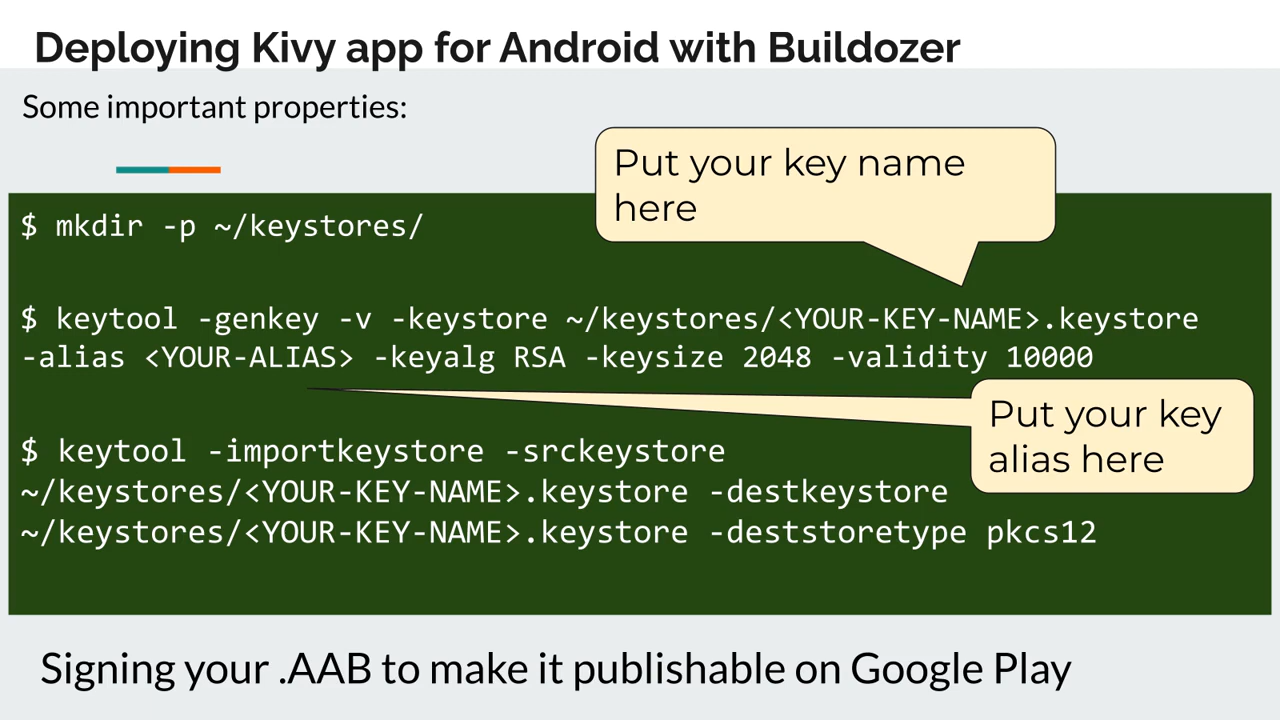 Deploying Kivy app for Android with Buildozer
Some important properties:
Put your key name
here
$ mkdir -p ~/keystores/
$ keytool -genkey -v -keystore ~/keystores/<YOUR-KEY-NAME>.keystore
-alias <YOUR-ALIAS> -keyalg RSA -keysize 2048 -validity 10000
Put your key
alias here
$ keytool -importkeystore -srckeystore
~/keystores/<YOUR-KEY-NAME>.keystore -destkeystore
~/keystores/<YOUR-KEY-NAME>.keystore -deststoretype pkcs12
Signing your .AAB to make it publishable on Google Play